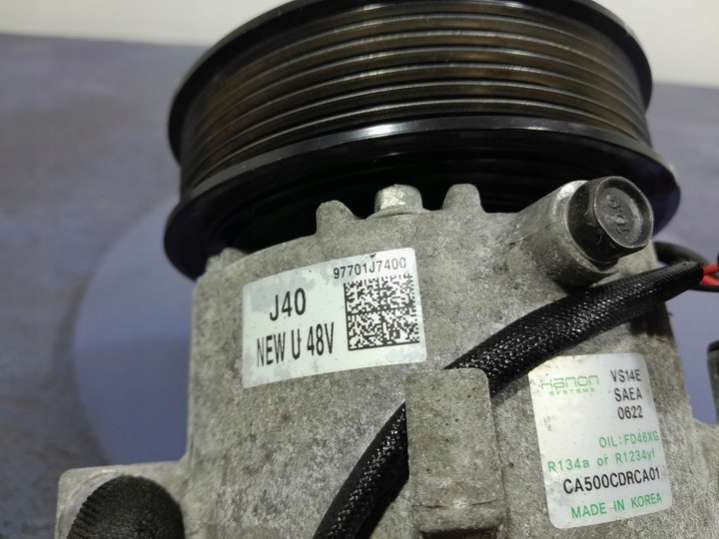 97701J7400
J40
NEW U 48V
Hanon
SYSTEMS
VS14E
SAEA
0622
OIL:FD46XG
R134a or R1234yf
CA500CDRCA01
MADE IN KOREA